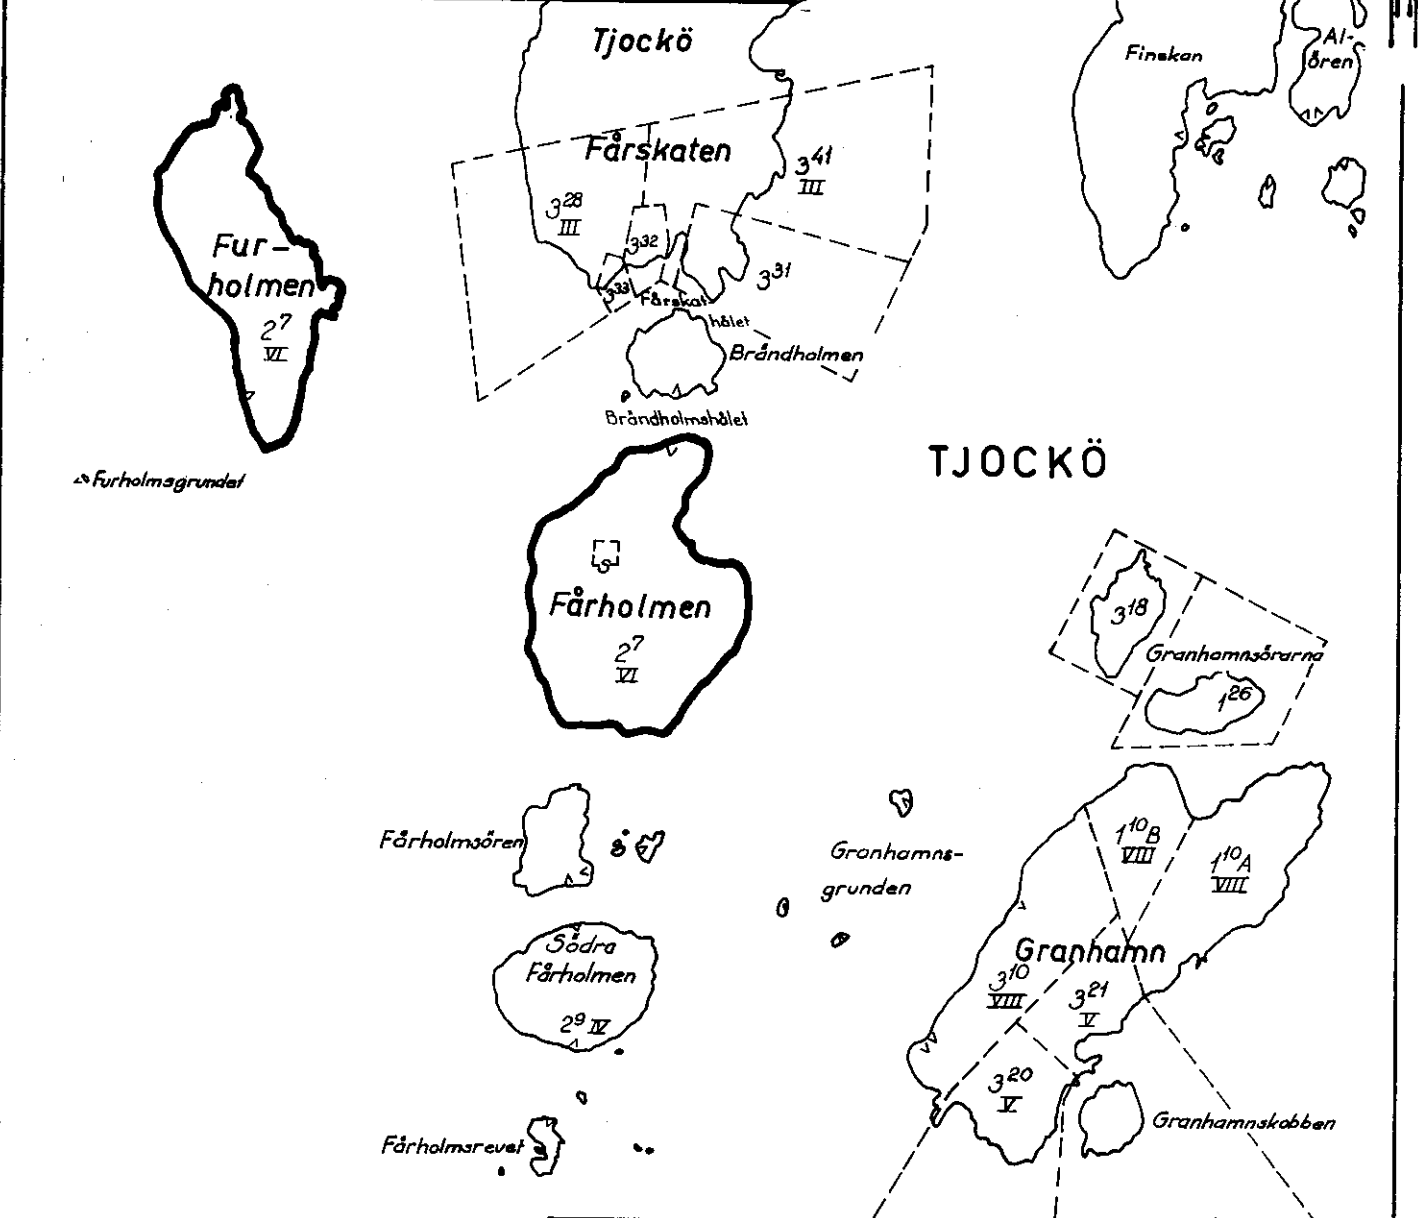 Tjockö
Finskan
Al-
ören
Fårskaten
3⁴¹
III
3²⁸
III
3³²
3³³
3³¹
Fur-
holmen
2⁷
VI
Fårskat
hålet
Brändholmen
Brändholmshålet
Furholmsgrundet
TJOCKÖ
S
Fårholmen
2⁷
VI
3¹⁸
Granhamnsörarna
1²⁶
Fårholmsören
Granhamns-
grunden
1¹⁰B
VIII
1¹⁰A
VIII
Granhamn
3¹⁰
VIII
3²¹
V
3²⁰
V
Södra
Fårholmen
2⁹ IV
Fårholmsrevet
Granhamnskobben